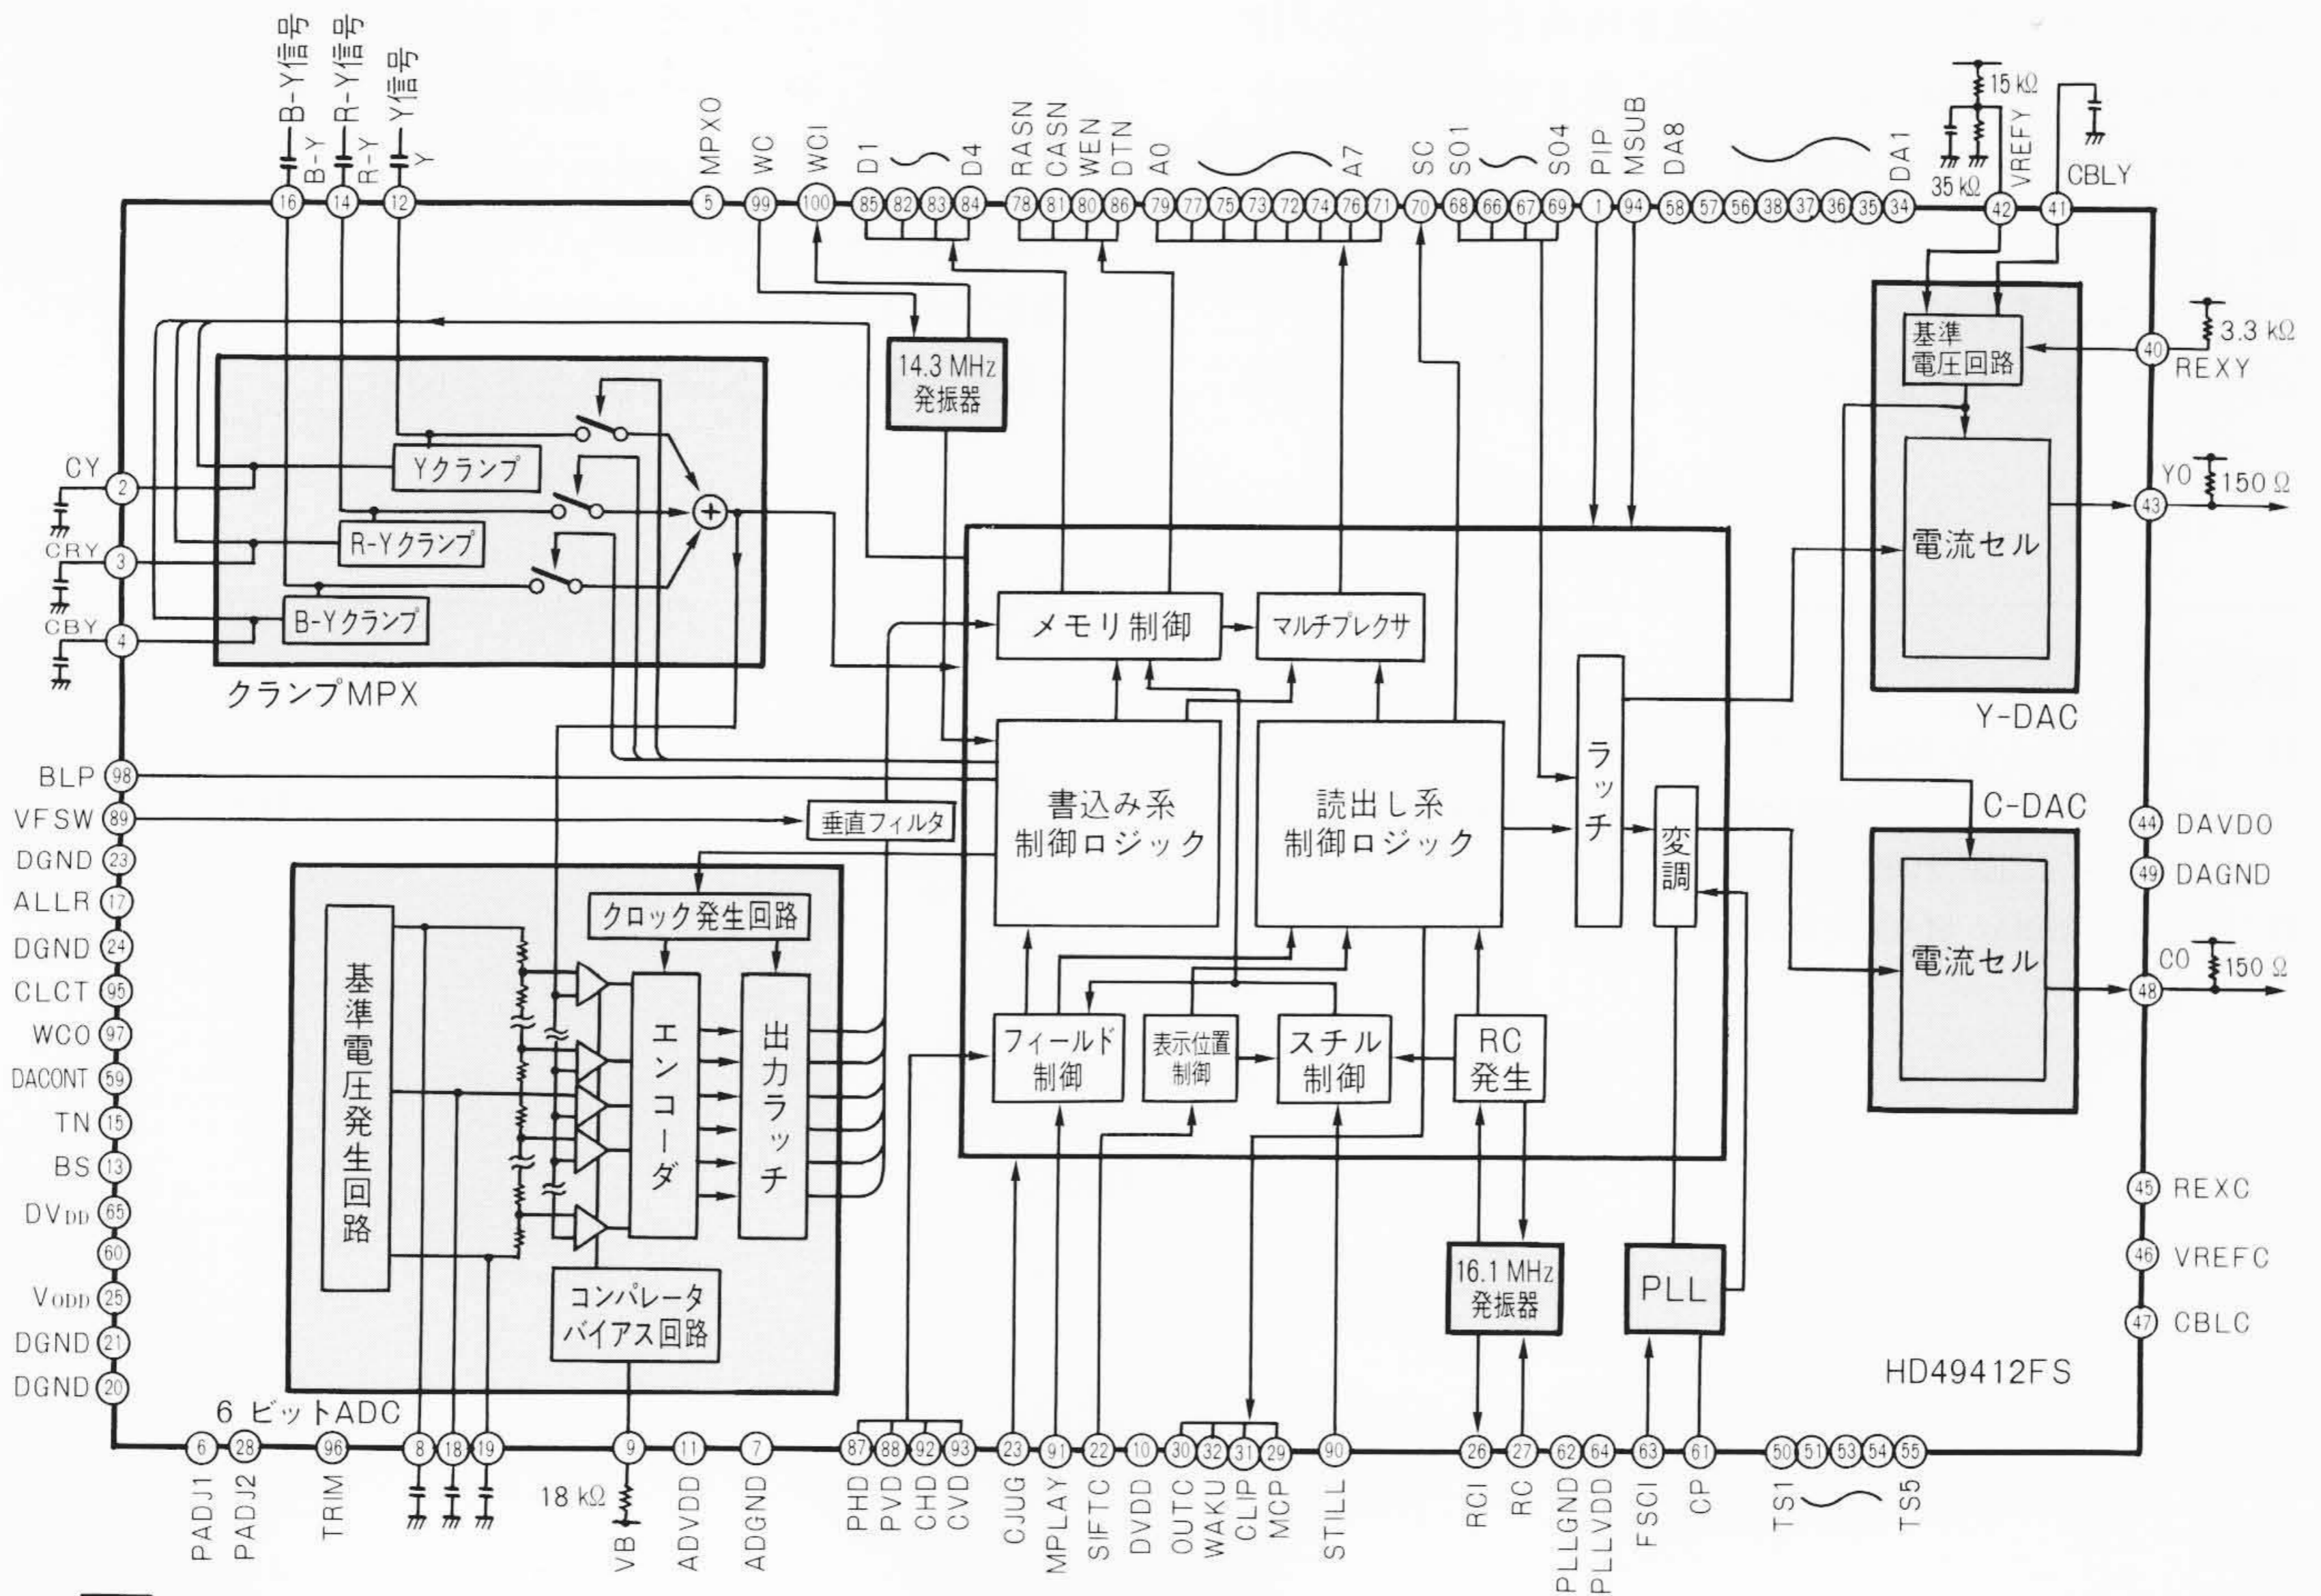 B-Y信号
R-Y信号
Y信号
B-Y
R-Y
Y
MPXO
WC
WCI
D1
D4
RASN
CASN
WEN
DTN
A0
A7
SC
SO1
SO4
PIP
MSUB
DA8
DA1
15 kΩ
35 kΩ
VREFY
CBLY
16
14
12
5
99
100
85
82
83
84
78
81
80
86
79
77
75
73
72
74
76
71
70
68
66
67
69
1
94
58
57
56
38
37
36
35
34
42
41
14.3 MHz
発振器
基準
電圧回路
3.3 kΩ
40
REXY
CY
2
Yクランプ
YO
150 Ω
43
電流セル
CRY
3
R-Yクランプ
CBY
4
B-Yクランプ
メモリ制御
マルチプレクサ
クランプMPX
Y-DAC
BLP 98
VFSW 89
垂直フィルタ
書込み系
制御ロジック
読出し系
制御ロジック
ラッチ
変調
C-DAC
44 DAVDO
49 DAGND
DGND 23
ALLR 17
DGND 24
CLCT 95
WCO 97
DACONT 59
TN 15
BS 13
DVDD 65
60
VODD 25
DGND 21
DGND 20
クロック発生回路
基準電圧発生回路
エンコーダ
出力ラッチ
電流セル
CO
150 Ω
48
フィールド
制御
表示位置
制御
スチル
制御
RC
発生
45 REXC
46 VREFC
47 CBLC
コンパレータ
バイアス回路
16.1 MHz
発振器
PLL
HD49412FS
6 ビットADC
6
28
96
8
18
19
9
11
7
87
88
92
93
23
91
22
10
30
32
31
29
90
26
27
62
64
63
61
50
51
53
54
55
PADJ1
PADJ2
TRIM
18 kΩ
VB
ADVDD
ADGND
PHD
PVD
CHD
CVD
CJUG
MPLAY
SIFTC
DVDD
OUTC
WAKU
CLIP
MCP
STILL
RCI
RC
PLLGND
PLLVDD
FSCI
CP
TS1
TS5